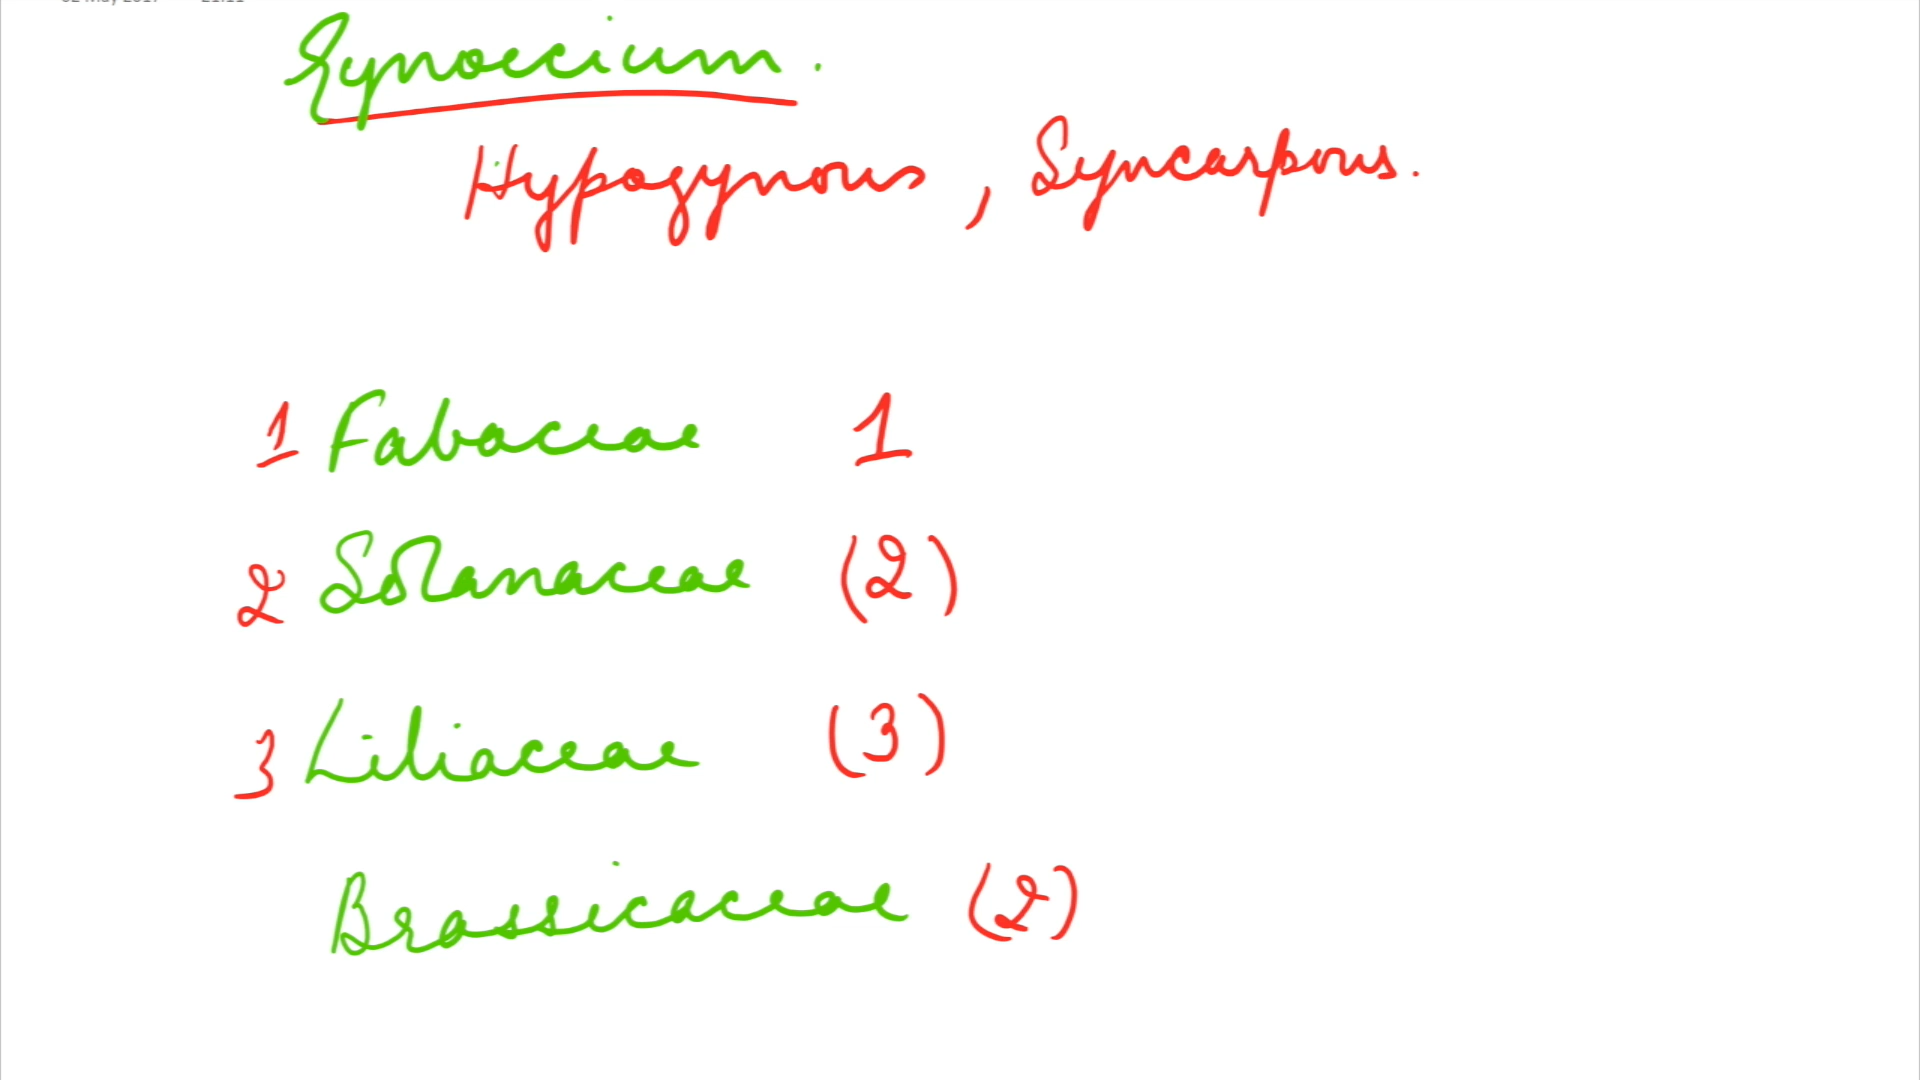 Gynoecium.
Hypogynous, Syncarpous.
1 Fabaceae 1
2 Solanaceae (2)
3 Liliaceae (3)
Brassicaceae (2)